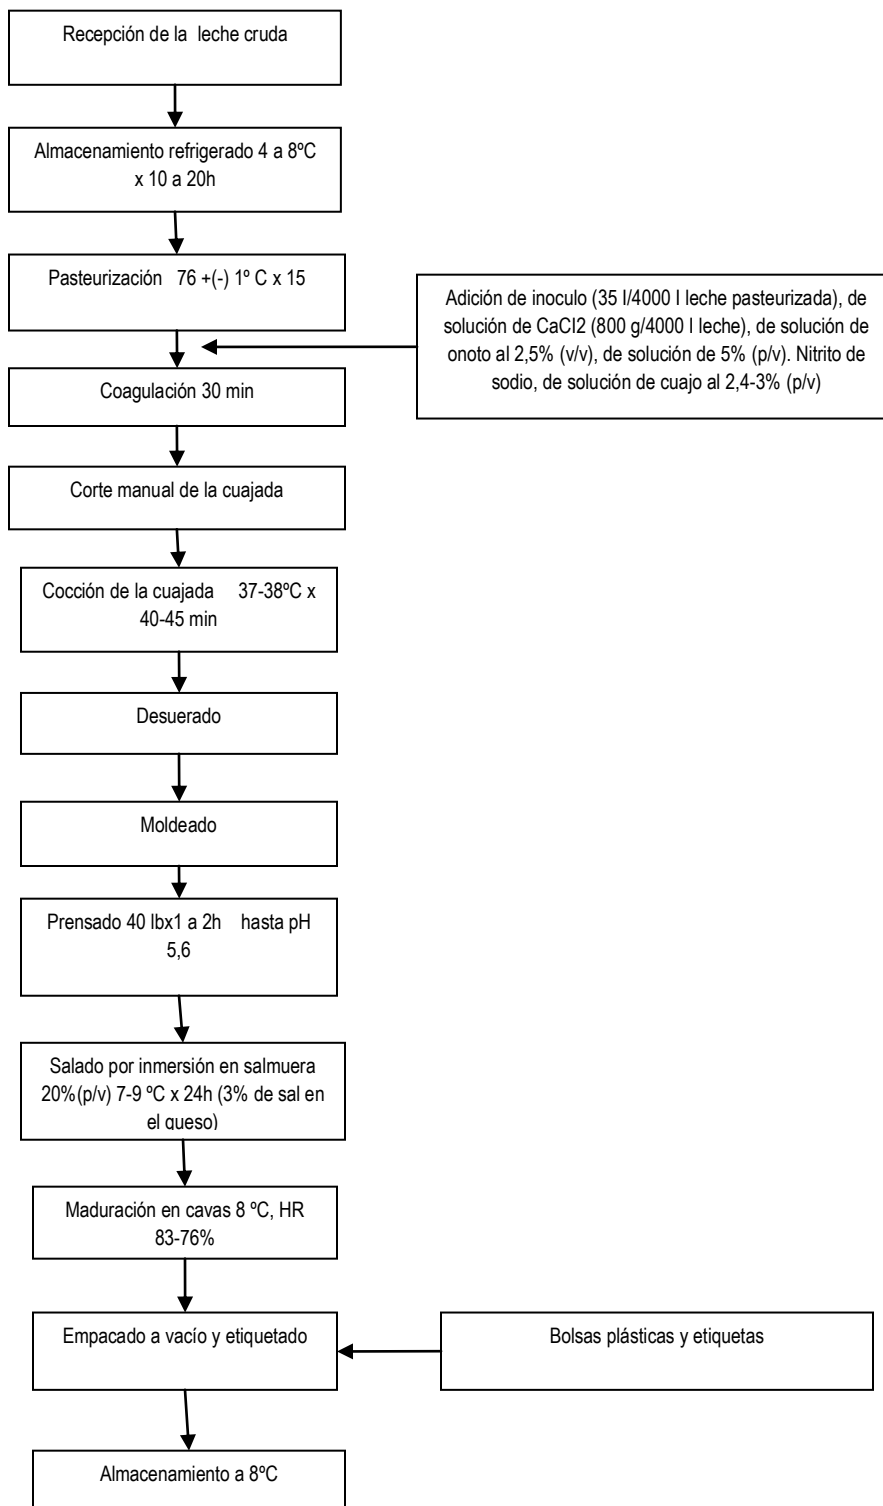 Recepción de la leche cruda
Almacenamiento refrigerado 4 a 8ºC
x 10 a 20h
Pasteurización 76 +(-) 1º C x 15
Adición de inoculo (35 l/4000 l leche pasteurizada), de
solución de CaCl2 (800 g/4000 l leche), de solución de
onoto al 2,5% (v/v), de solución de 5% (p/v). Nitrito de
sodio, de solución de cuajo al 2,4-3% (p/v)
Coagulación 30 min
Corte manual de la cuajada
Cocción de la cuajada 37-38ºC x
40-45 min
Desuerado
Moldeado
Prensado 40 lbx1 a 2h hasta pH
5,6
Salado por inmersión en salmuera
20%(p/v) 7-9 ºC x 24h (3% de sal en
el queso)
Maduración en cavas 8 ºC, HR
83-76%
Empacado a vacío y etiquetado
Bolsas plásticas y etiquetas
Almacenamiento a 8ºC